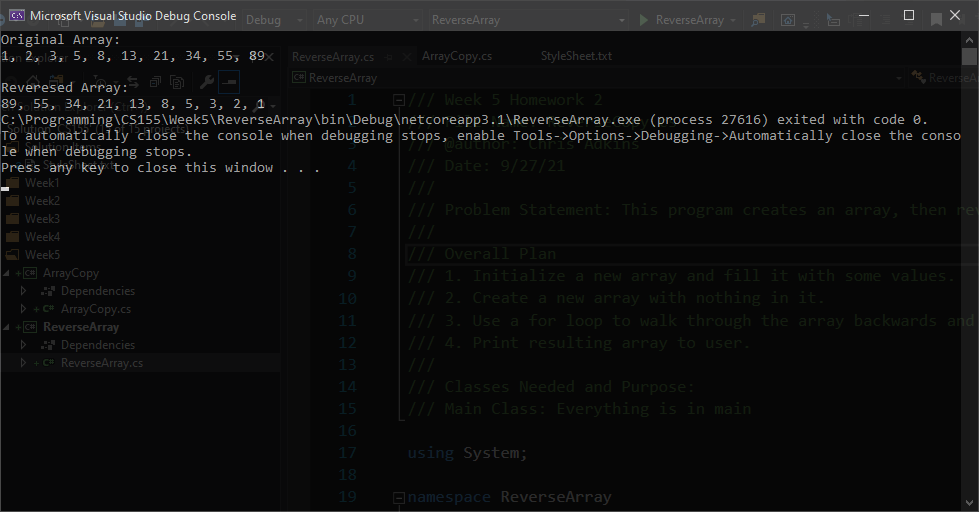 Microsoft Visual Studio Debug Console
Debug
Any CPU
ReverseArray
ReverseArray
Original Array:
1, 2, 3, 5, 8, 13, 21, 34, 55, 89
Reveresed Array:
89, 55, 34, 21, 13, 8, 5, 3, 2, 1
C:\Programming\CS155\Week5\ReverseArray\bin\Debug\netcoreapp3.1\ReverseArray.exe (process 27616) exited with code 0.
To automatically close the console when debugging stops, enable Tools->Options->Debugging->Automatically close the conso
le when debugging stops.
Press any key to close this window . . .
Week1
Week2
Week3
Week4
Week5
ArrayCopy
Dependencies
ArrayCopy.cs
ReverseArray
Dependencies
ReverseArray.cs
ReverseArray.cs
ArrayCopy.cs
StyleSheet.txt
ReverseArray
1 /// Week 5 Homework 2
/// @author: Chris Adkins
4 /// Date: 9/27/21
5 ///
6 /// Problem Statement: This program creates an array, then
7 ///
8 /// Overall Plan
9 /// 1. Initialize a new array and fill it with some values.
10 /// 2. Create a new array with nothing in it.
11 /// 3. Use a for loop to walk through the array backwards and
12 /// 4. Print resulting array to user.
13 ///
14 /// Classes Needed and Purpose:
15 /// Main Class: Everything is in main
16
17 using System;
18
19 namespace ReverseArray